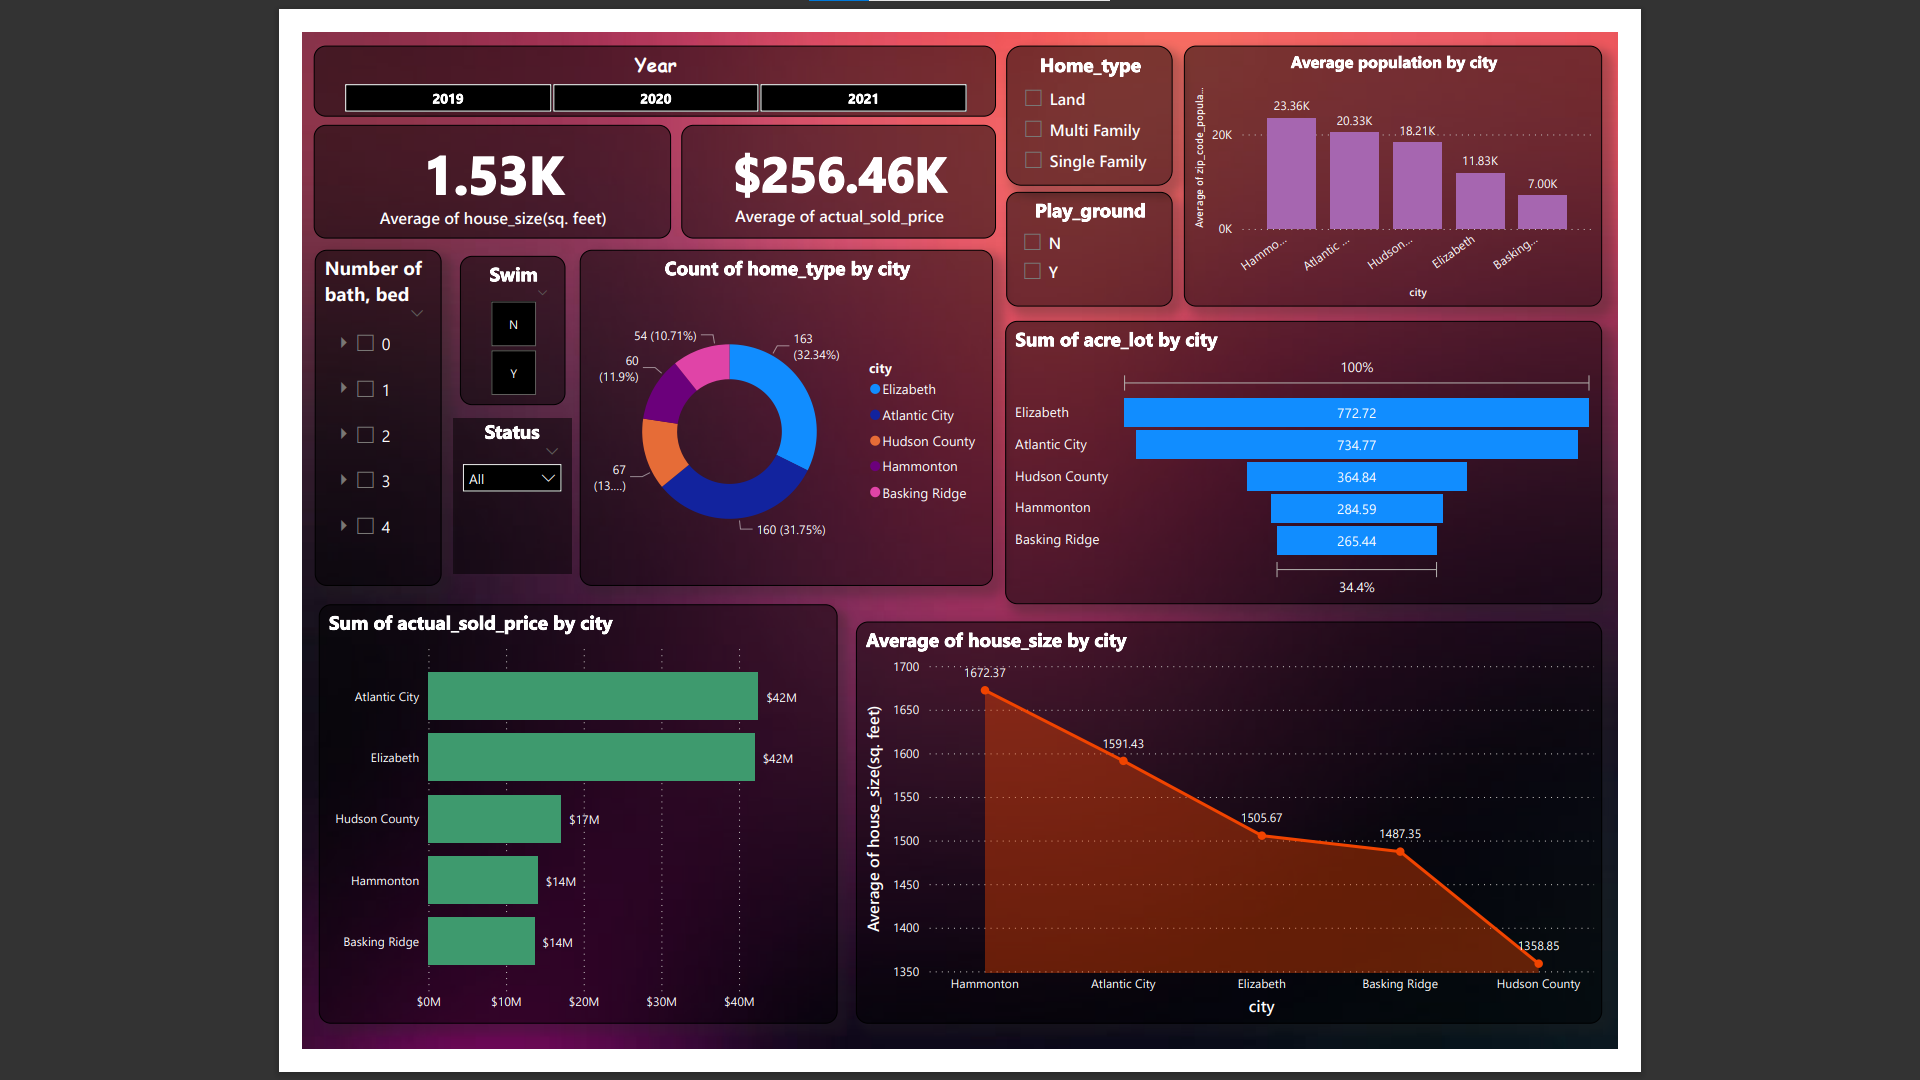 Year
2019
2020
2021
1.53K
Average of house_size(sq. feet)
$256.46K
Average of actual_sold_price
Home_type
Land
Multi Family
Single Family
Play_ground
N
Y
Average population by city
Average of zip_code_popula...
20K
0K
23.36K
20.33K
18.21K
11.83K
7.00K
Hammo...
Atlantic ...
Hudson...
Elizabeth
Basking...
city
Number of
bath, bed
0
1
2
3
4
Swim
N
Y
Status
All
Count of home_type by city
54 (10.71%)
163
(32.34%)
60
(11.9%)
67
(13....)
160 (31.75%)
city
Elizabeth
Atlantic City
Hudson County
Hammonton
Basking Ridge
Sum of acre_lot by city
100%
Elizabeth
772.72
Atlantic City
734.77
Hudson County
364.84
Hammonton
284.59
Basking Ridge
265.44
34.4%
Sum of actual_sold_price by city
Atlantic City
$42M
Elizabeth
$42M
Hudson County
$17M
Hammonton
$14M
Basking Ridge
$14M
$0M
$10M
$20M
$30M
$40M
Average of house_size by city
Average of house_size(sq. feet)
1700
1650
1600
1550
1500
1450
1400
1350
1672.37
1591.43
1505.67
1487.35
1358.85
Hammonton
Atlantic City
Elizabeth
Basking Ridge
Hudson County
city